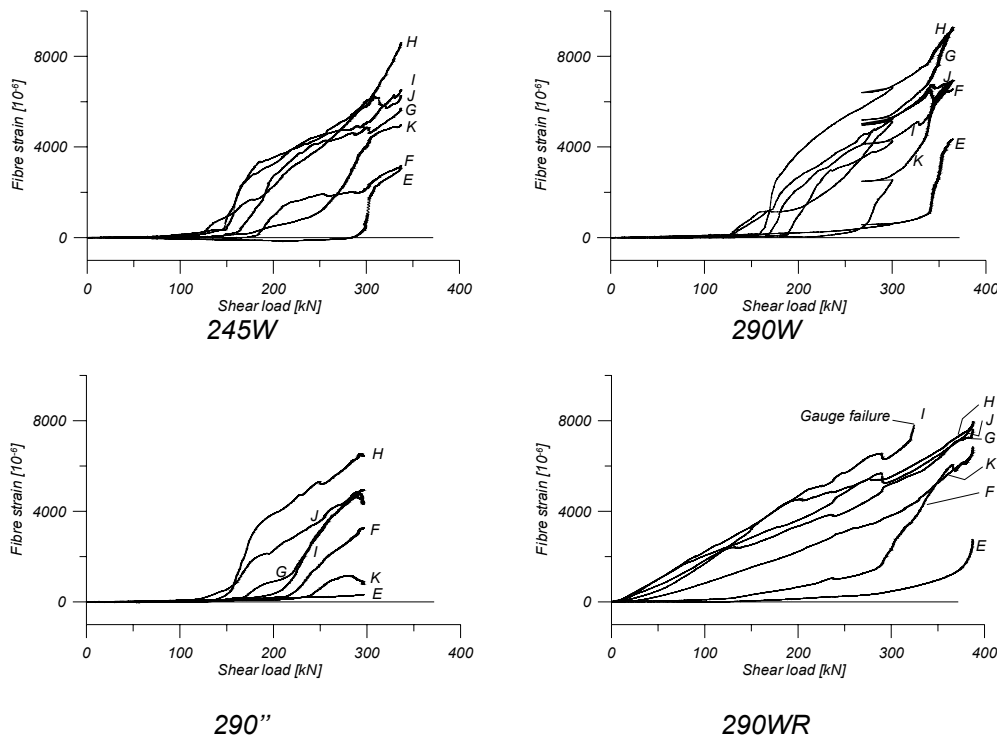 8000
4000
0
Fibre strain [10⁻⁶]
H
I
J
G
K
F
E
0 100 200 300 400
Shear load [kN]
245W
8000
4000
0
Fibre strain [10⁻⁶]
H
G
J
F
I
K
E
0 100 200 300 400
Shear load [kN]
290W
8000
4000
0
Fibre strain [10⁻⁶]
H
J
F
I
G
K
E
0 100 200 300 400
Shear load [kN]
290”
8000
4000
0
Fibre strain [10⁻⁶]
Gauge failure
I
H
J
G
K
F
E
0 100 200 300 400
Shear load [kN]
290WR